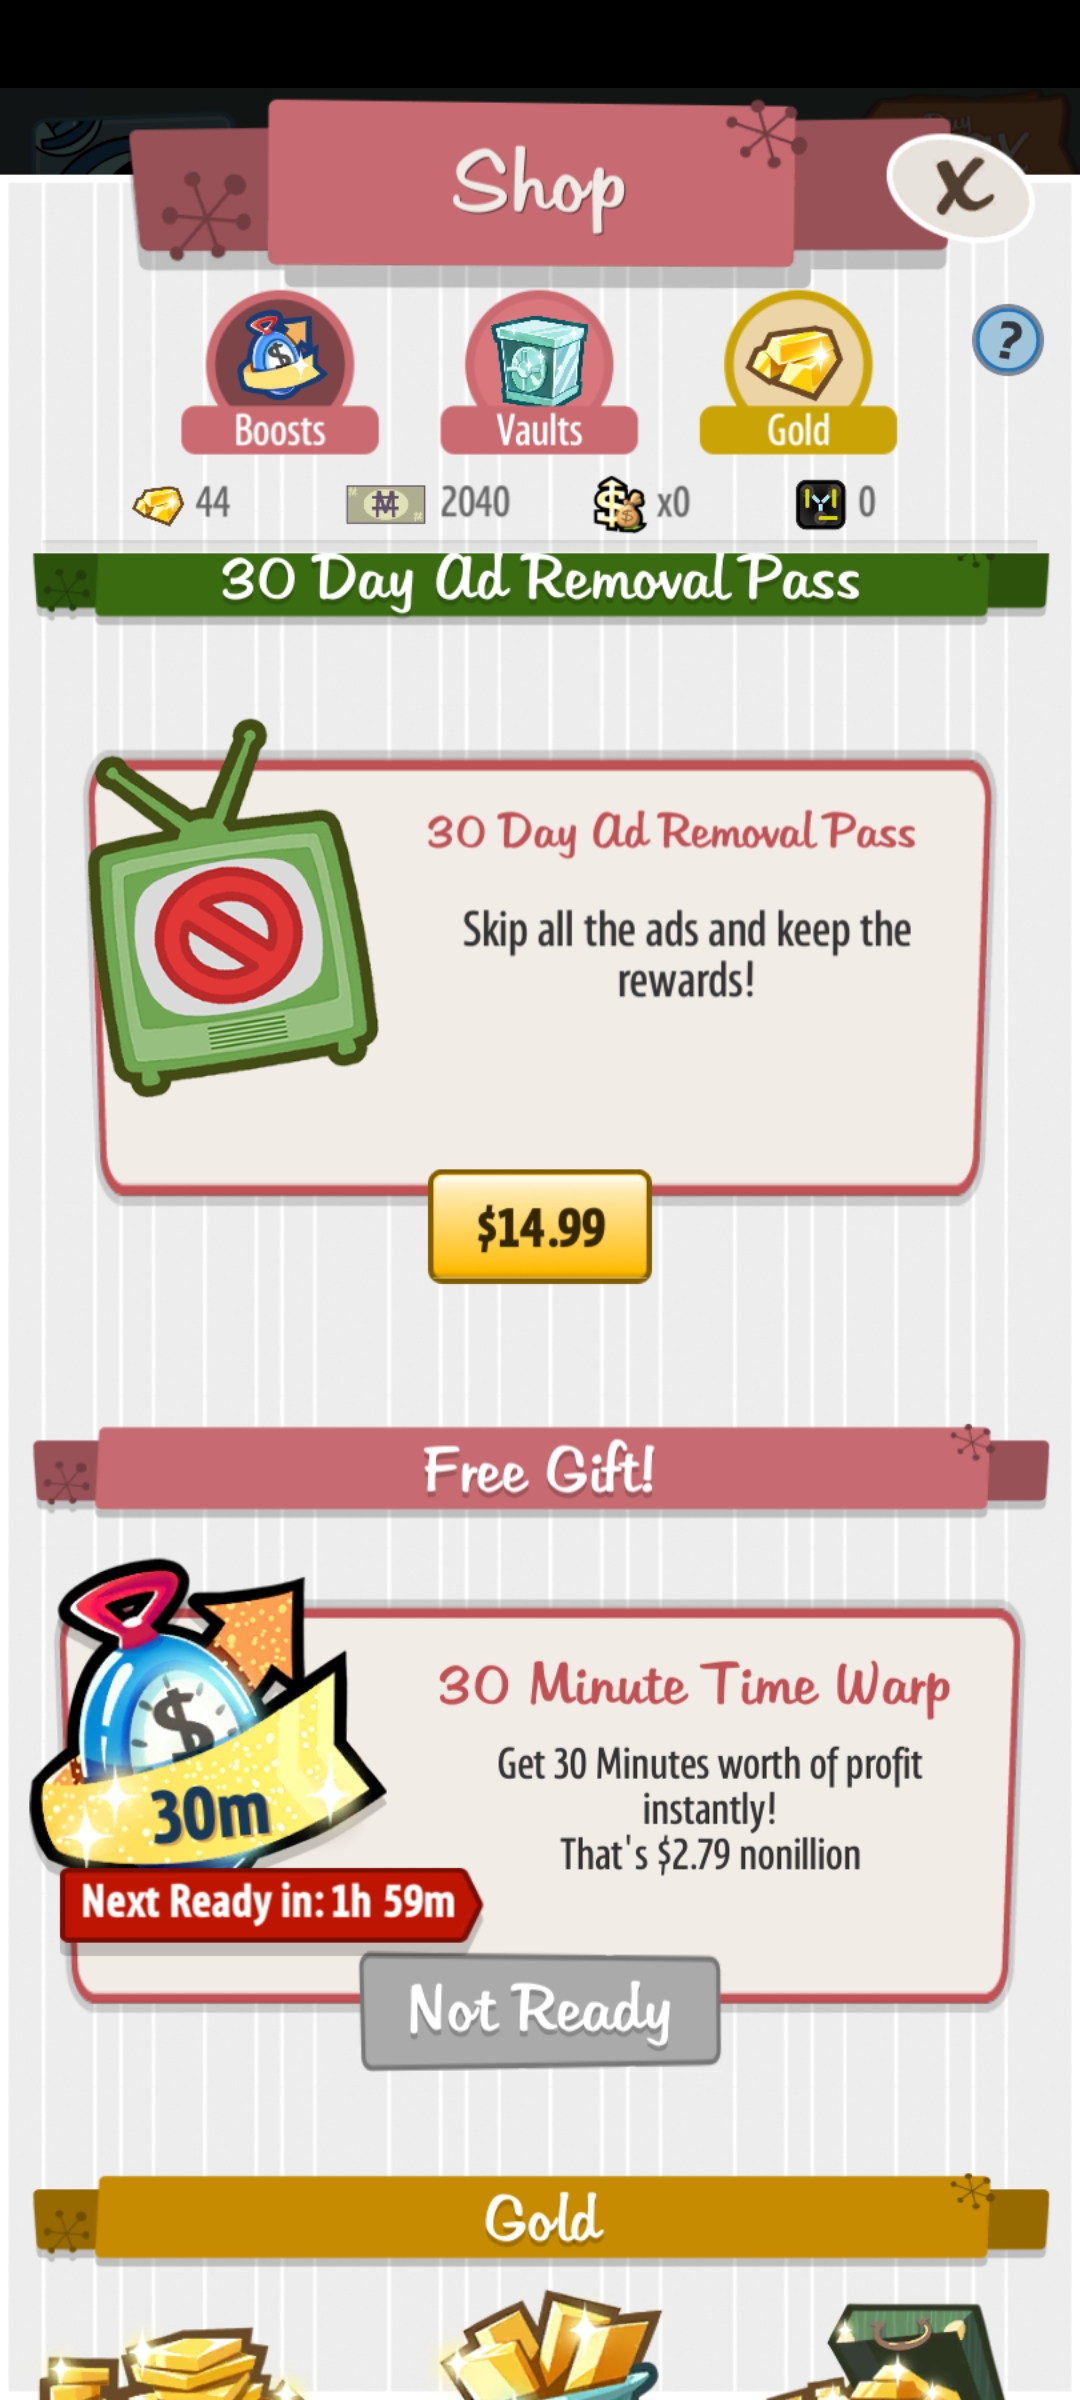 Shop
X
?
Boosts
Vaults
Gold
44
2040
x0
0
30 Day Ad Removal Pass
30 Day Ad Removal Pass
Skip all the ads and keep the
rewards!
$14.99
Free Gift!
$
30m
30 Minute Time Warp
Get 30 Minutes worth of profit
instantly!
That's $2.79 nonillion
Next Ready in: 1h 59m
Not Ready
Gold